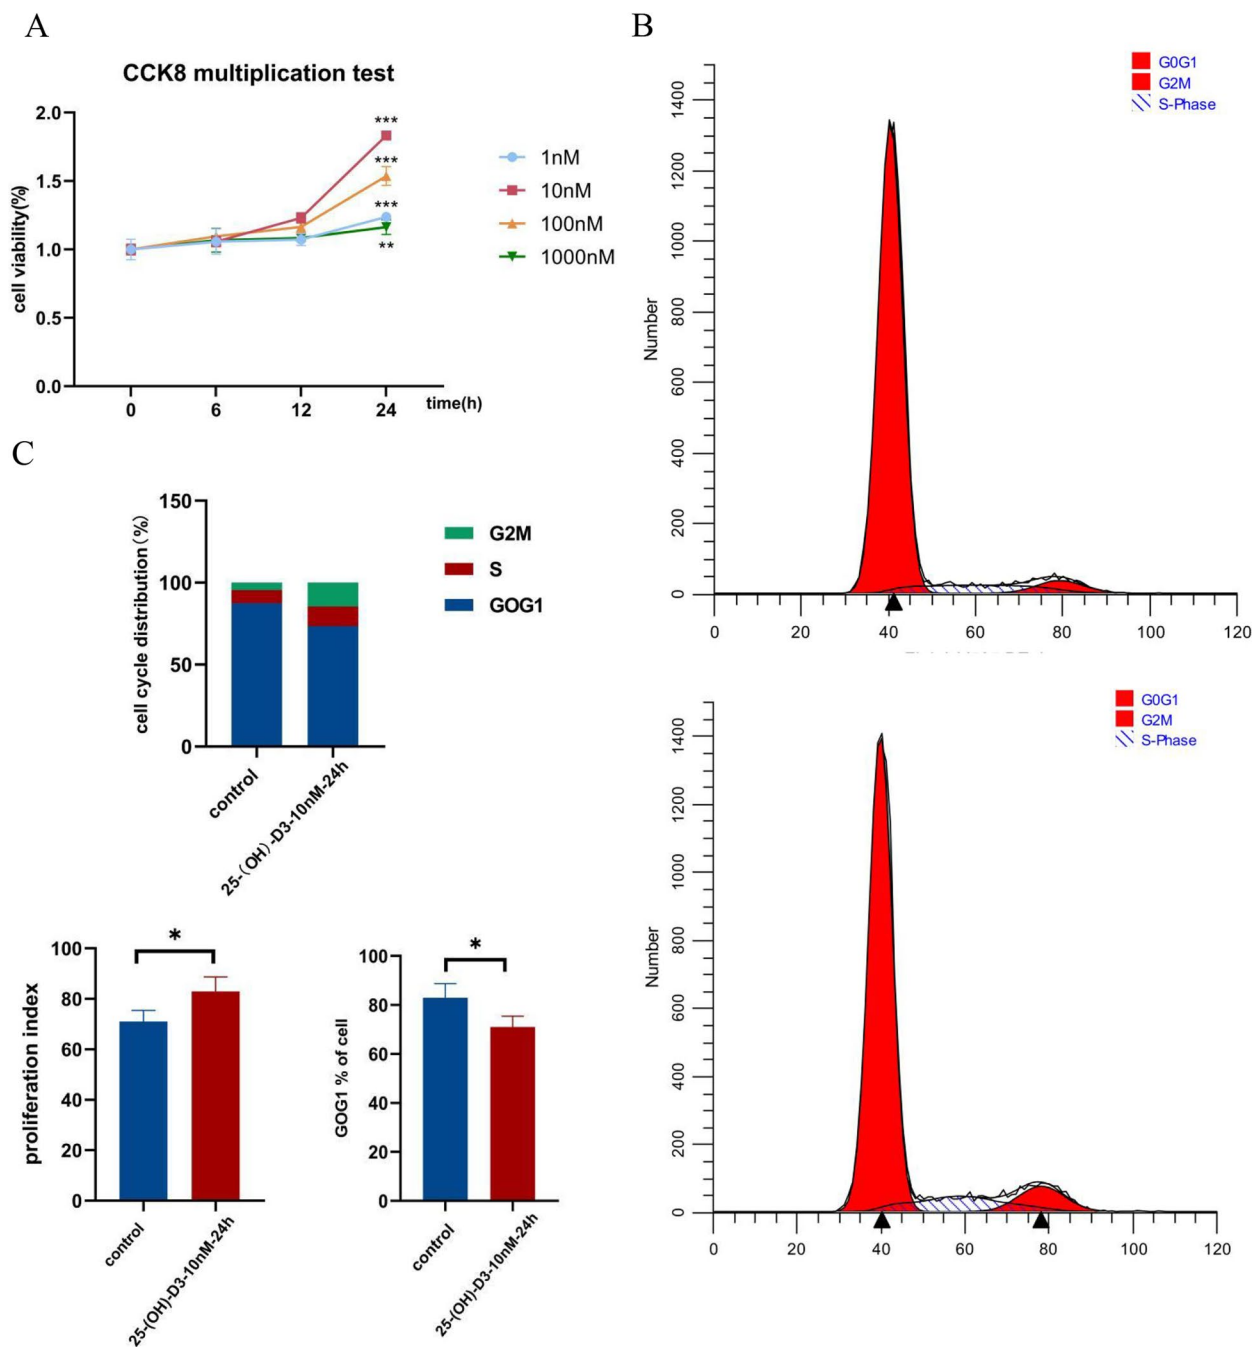 A
CCK8 multiplication test
cell viability(%)
2.0
1.5
1.0
0.5
0.0
0 6 12 24
time(h)
***
***
***
**
1nM
10nM
100nM
1000nM
B
G0G1
G2M
S-Phase
Number
1400
1200
1000
800
600
400
200
0
0 20 40 60 80 100 120
G0G1
G2M
S-Phase
Number
1400
1200
1000
800
600
400
200
0
0 20 40 60 80 100 120
C
cell cycle distribution(%)
150
100
50
0
control
25-(OH)-D3-10nM-24h
G2M
S
GOG1
proliferation index
100
80
60
40
20
0
*
control
25-(OH)-D3-10nM-24h
GOG1 % of cell
100
80
60
40
20
0
*
control
25-(OH)-D3-10nM-24h